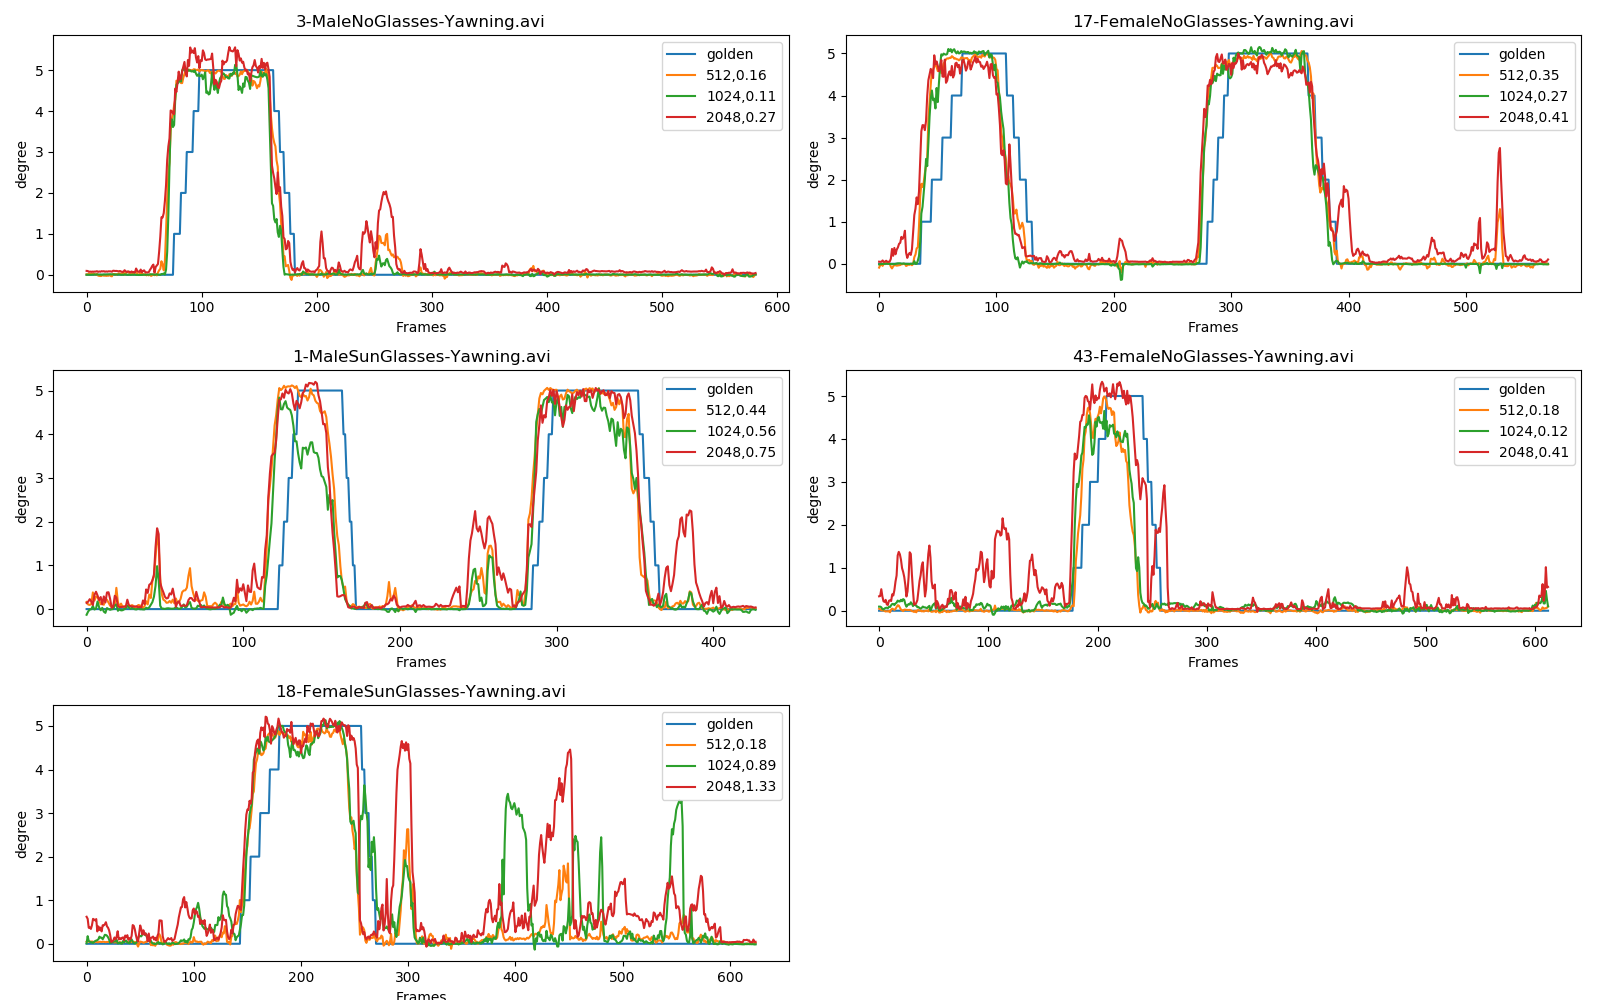 3-MaleNoGlasses-Yawning.avi
degree
5
4
3
2
1
0
0 100 200 300 400 500 600
Frames
golden
512,0.16
1024,0.11
2048,0.27
17-FemaleNoGlasses-Yawning.avi
degree
5
4
3
2
1
0
0 100 200 300 400 500
Frames
golden
512,0.35
1024,0.27
2048,0.41
1-MaleSunGlasses-Yawning.avi
degree
5
4
3
2
1
0
0 100 200 300 400
Frames
golden
512,0.44
1024,0.56
2048,0.75
43-FemaleNoGlasses-Yawning.avi
degree
5
4
3
2
1
0
0 100 200 300 400 500 600
Frames
golden
512,0.18
1024,0.12
2048,0.41
18-FemaleSunGlasses-Yawning.avi
degree
5
4
3
2
1
0
0 100 200 300 400 500 600
Frames
golden
512,0.18
1024,0.89
2048,1.33